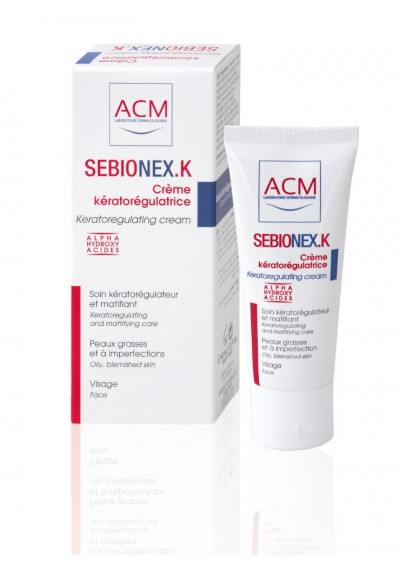 SEBIONEX.K
Crème
kératorégulatrice
ACM
LABORATOIRE DERMATOLOGIQUE
SEBIONEX.K
Crème
kératorégulatrice
Keratoregulating cream
ALPHA
HYDROXY
ACIDES
Soin kératorégulateur
et matifiant
Keratoregulating
and mattifying care
Peaux grasses
et à imperfections
Oily, blemished skin
Visage
Face
ACM
LABORATOIRE DERMATOLOGIQUE
SEBIONEX.K
Crème
kératorégulatrice
Keratoregulating cream
ALPHA
HYDROXY
ACIDES
Soin kératorégulateur
et matifiant
Keratoregulating
and mattifying care
Peaux grasses
et à imperfections
Oily, blemished skin
Visage
Face